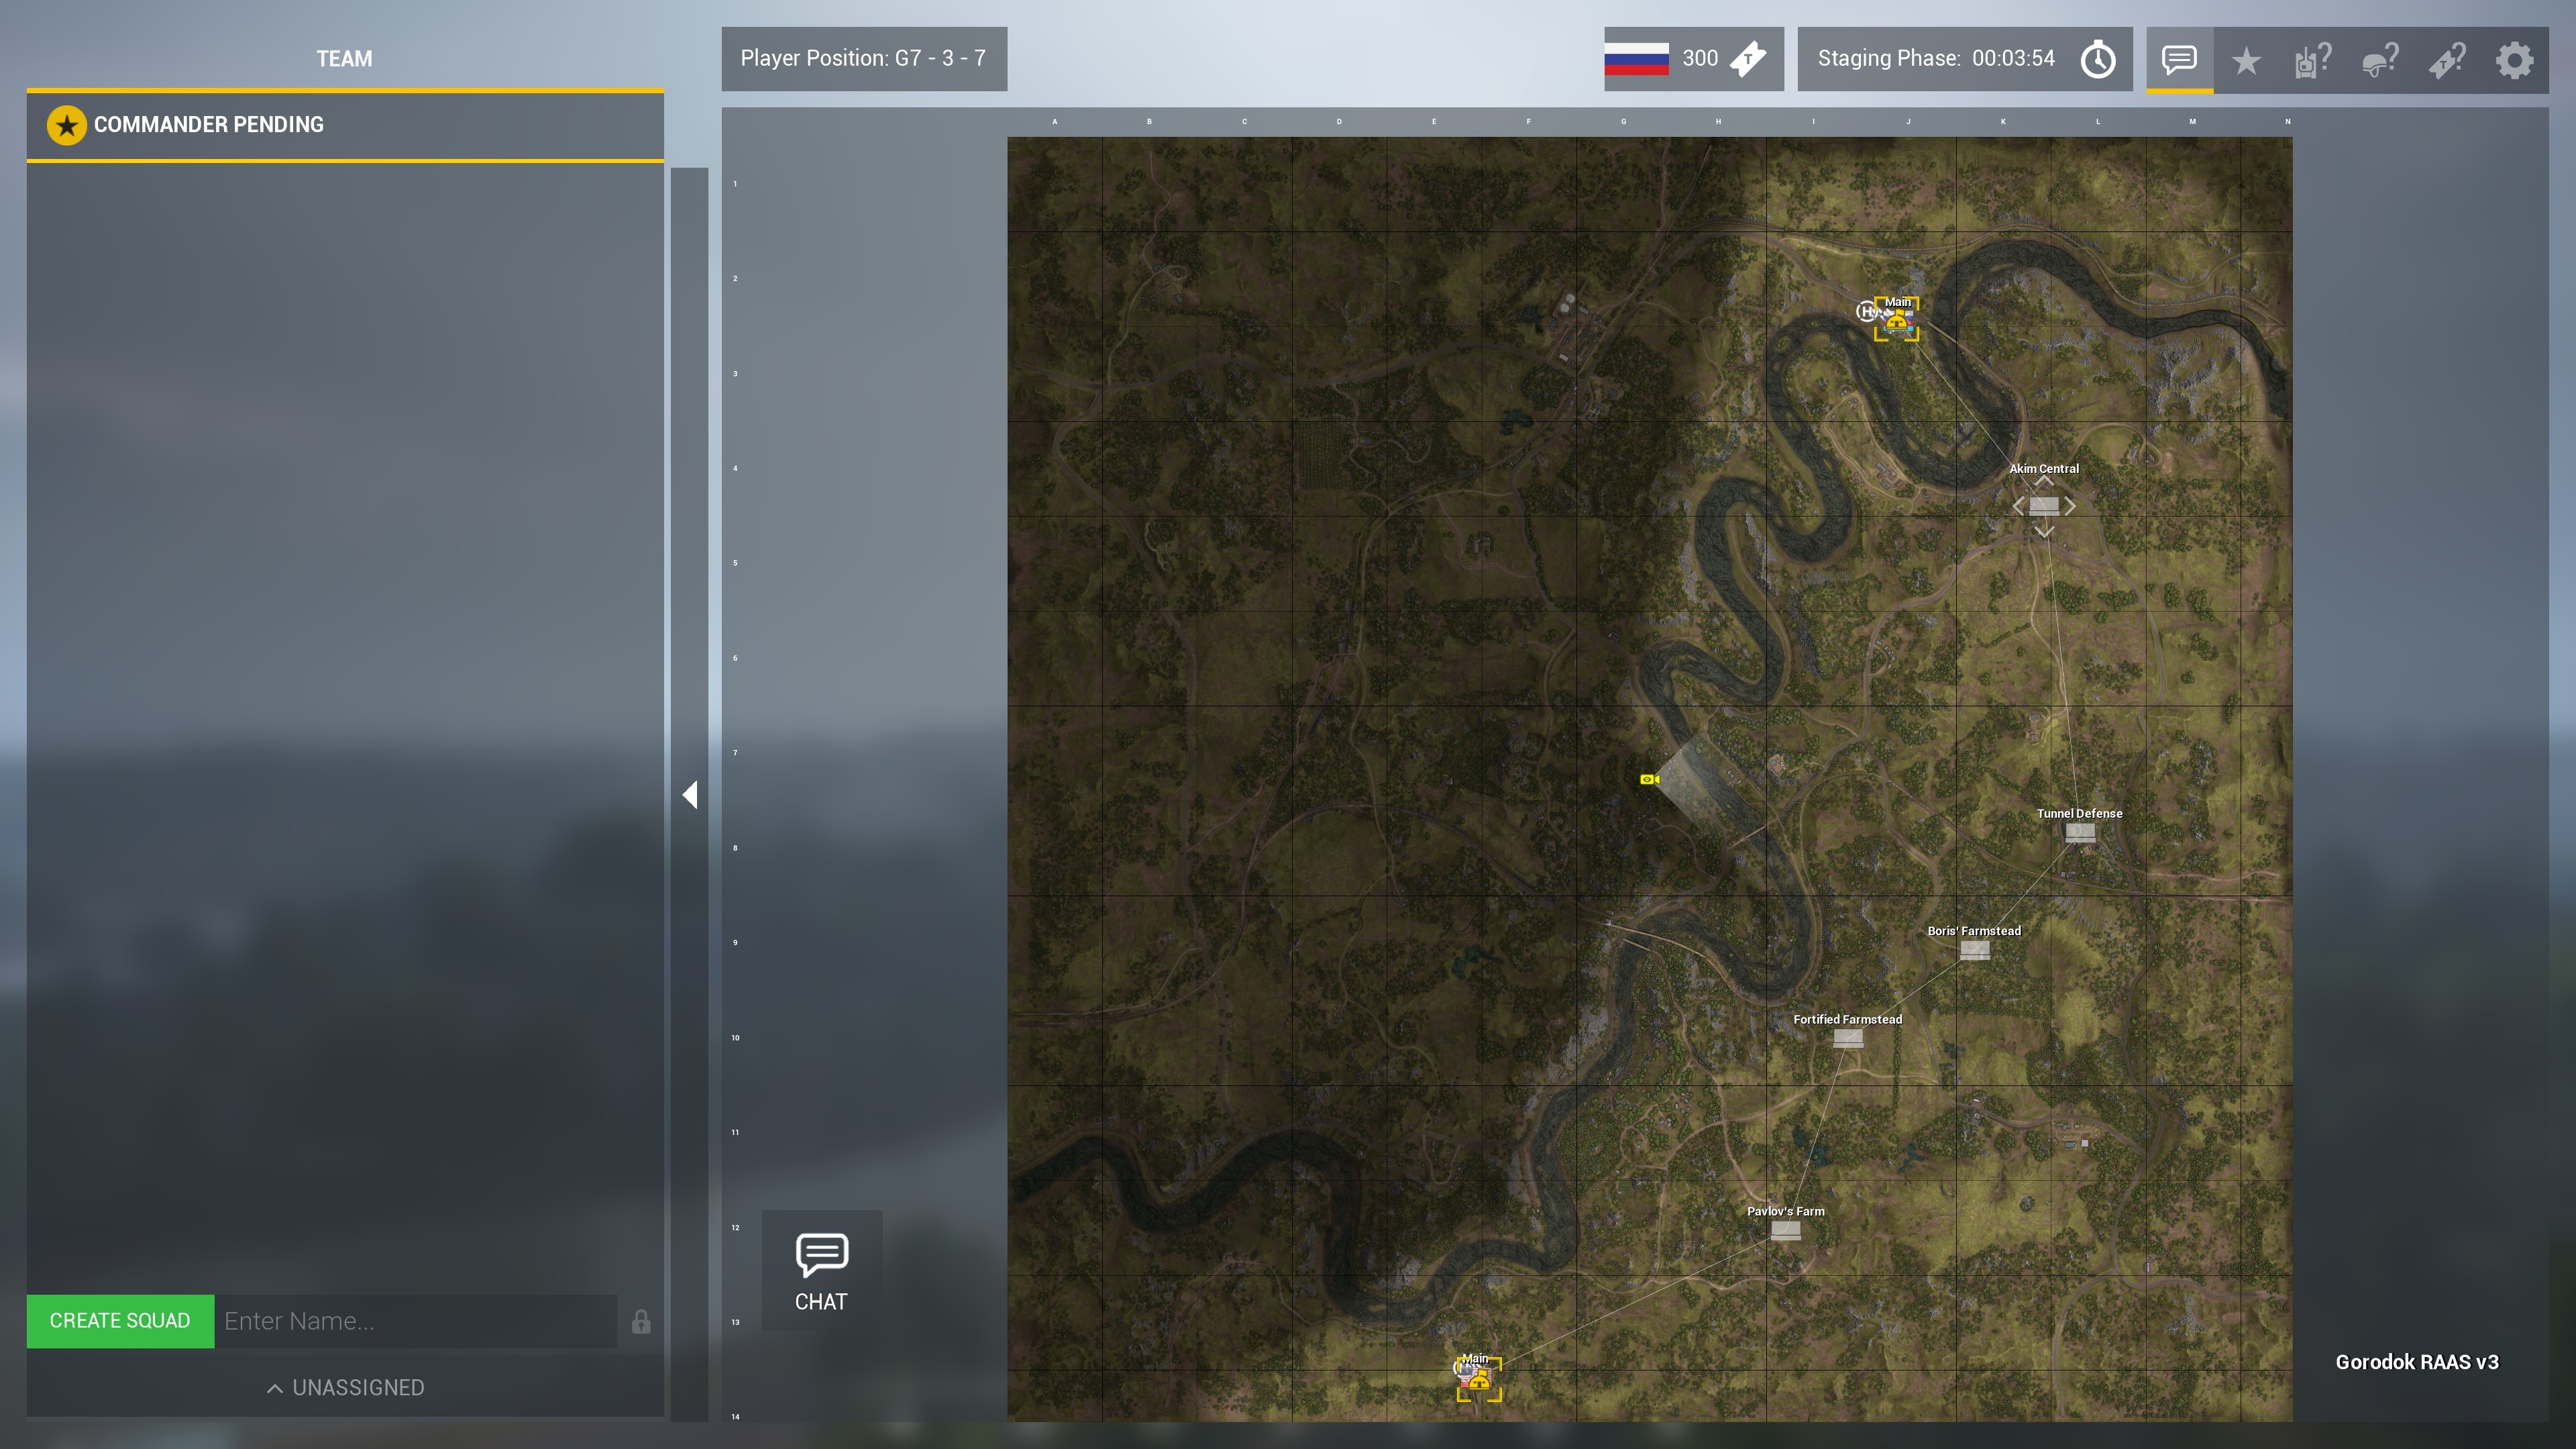 TEAM
Player Position: G7 - 3 - 7
300
T
Staging Phase: 00:03:54
COMMANDER PENDING
A B C D E F G H I J K L M N
1
2
3
4
5
6
7
8
9
10
11
12
13
14
Main
H
Akim Central
Tunnel Defense
Boris' Farmstead
Fortified Farmstead
Pavlov's Farm
Main
CHAT
CREATE SQUAD
Enter Name...
UNASSIGNED
Gorodok RAAS v3